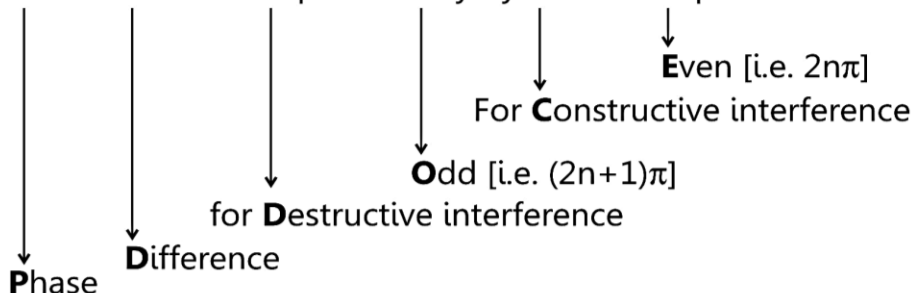 Even [i.e. 2nπ]
For Constructive interference
Odd [i.e. (2n+1)π]
for Destructive interference
Difference
Phase